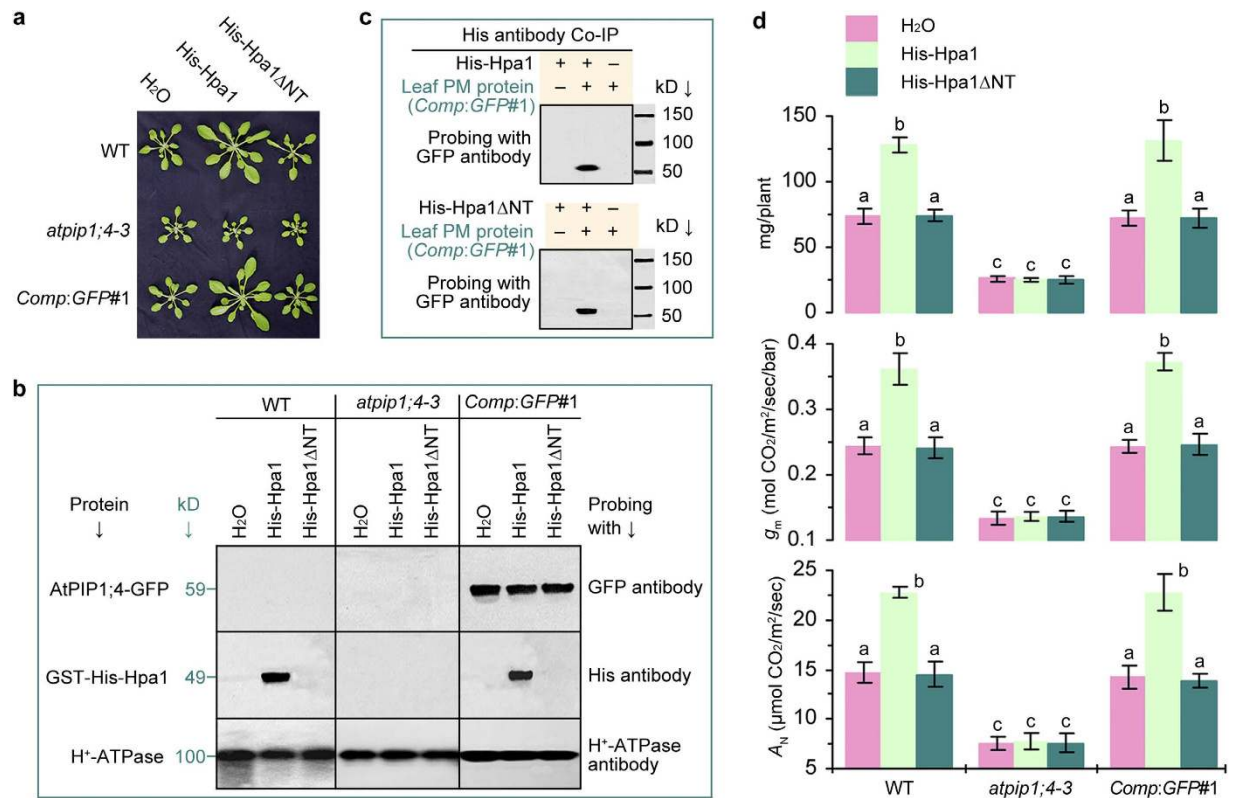 a
H₂O
His-Hpa1
His-Hpa1ΔNT
WT
atpip1;4-3
Comp:GFP#1
c
His antibody Co-IP
His-Hpa1 + + –
Leaf PM protein – + + kD ↓
(Comp:GFP#1)
150
Probing with 100
GFP antibody 50
His-Hpa1ΔNT + + –
Leaf PM protein – + + kD ↓
(Comp:GFP#1)
150
Probing with 100
GFP antibody 50
b
WT atpip1;4-3 Comp:GFP#1
Protein ↓
kD ↓
H₂O His-Hpa1 His-Hpa1ΔNT H₂O His-Hpa1 His-Hpa1ΔNT H₂O His-Hpa1 His-Hpa1ΔNT
Probing
with ↓
AtPIP1;4-GFP 59 GFP antibody
GST-His-Hpa1 49 His antibody
H⁺-ATPase 100 H⁺-ATPase
antibody
d
H₂O
His-Hpa1
His-Hpa1ΔNT
mg/plant
150
100
50
0
a b a c c c a b a
gₘ (mol CO₂/m²/sec/bar)
0.4
0.3
0.2
0.1
a b a c c c a b a
A_N (µmol CO₂/m²/sec)
25
20
15
10
5
a b a c c c a b a
WT atpip1;4-3 Comp:GFP#1